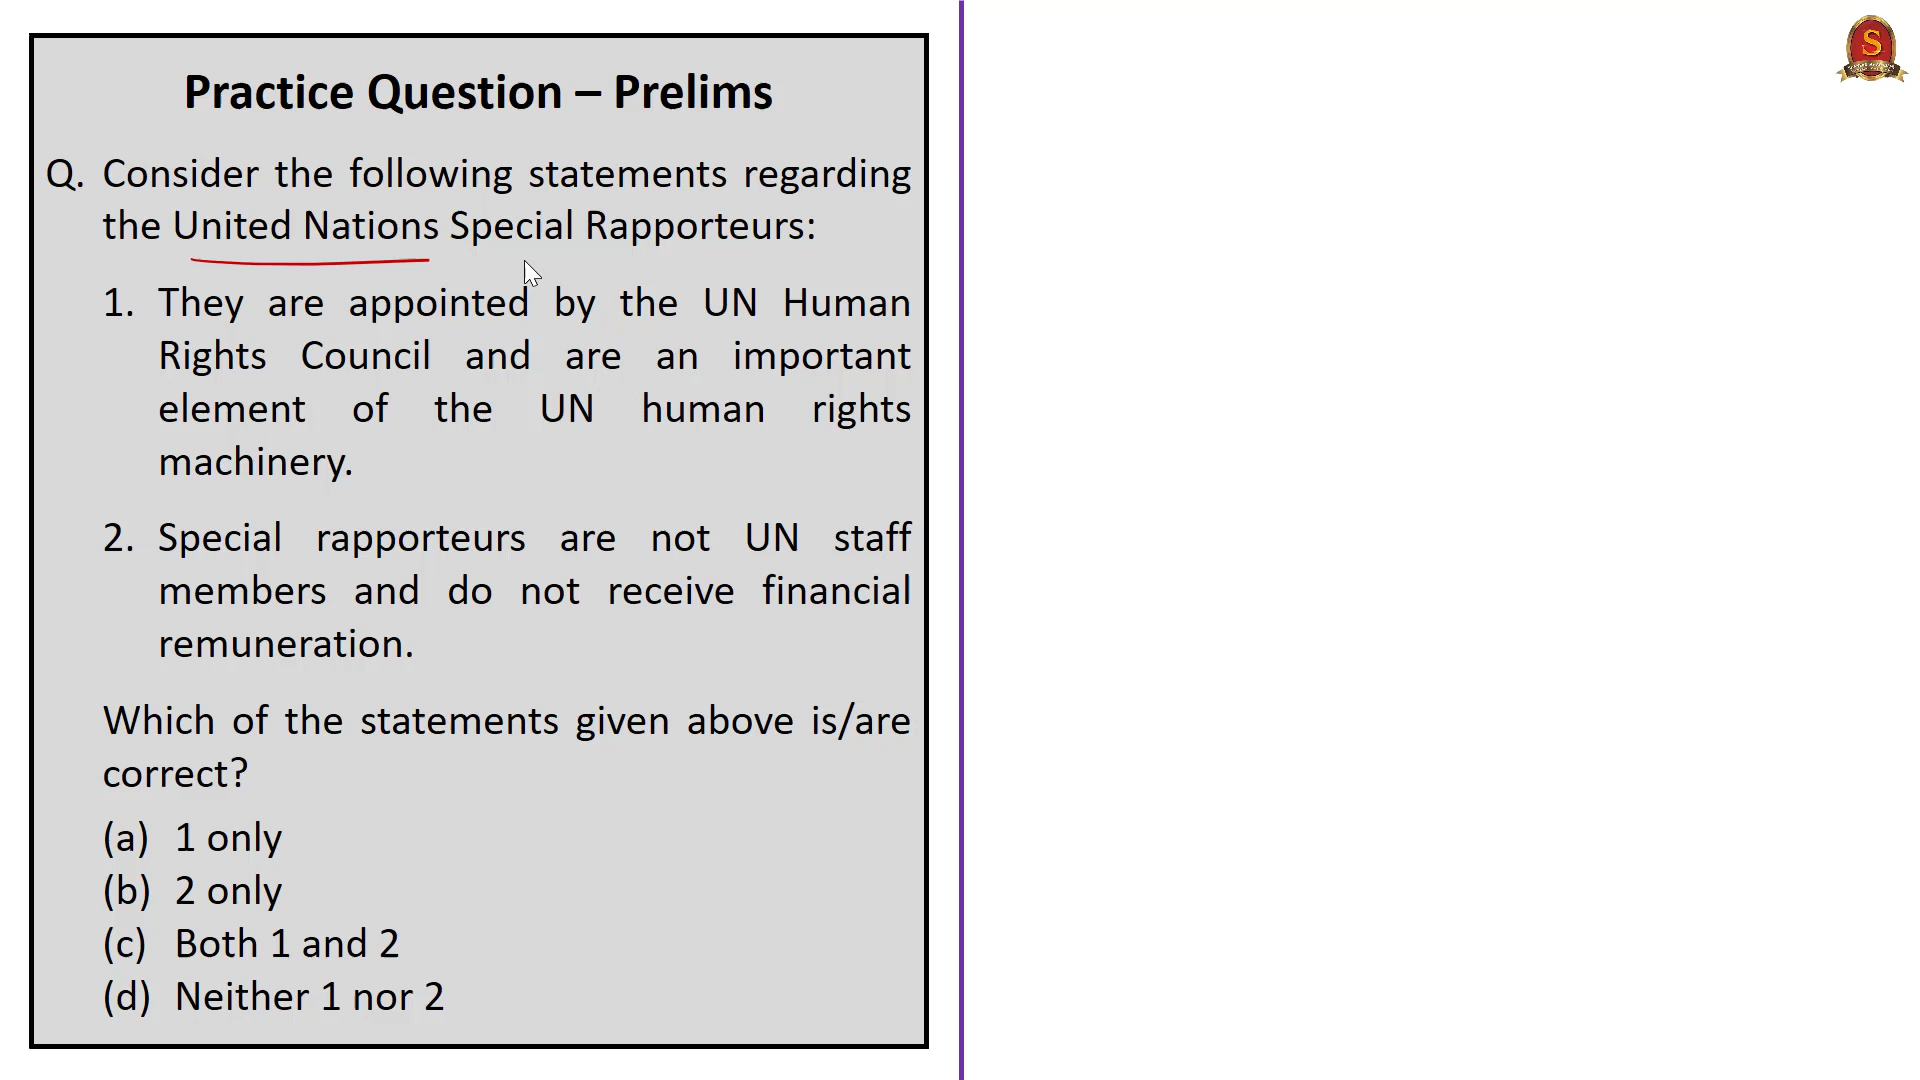 Practice Question – Prelims
Q. Consider the following statements regarding
the United Nations Special Rapporteurs:
1. They are appointed by the UN Human
Rights Council and are an important
element of the UN human rights
machinery.
2. Special rapporteurs are not UN staff
members and do not receive financial
remuneration.
Which of the statements given above is/are
correct?
(a) 1 only
(b) 2 only
(c) Both 1 and 2
(d) Neither 1 nor 2
S